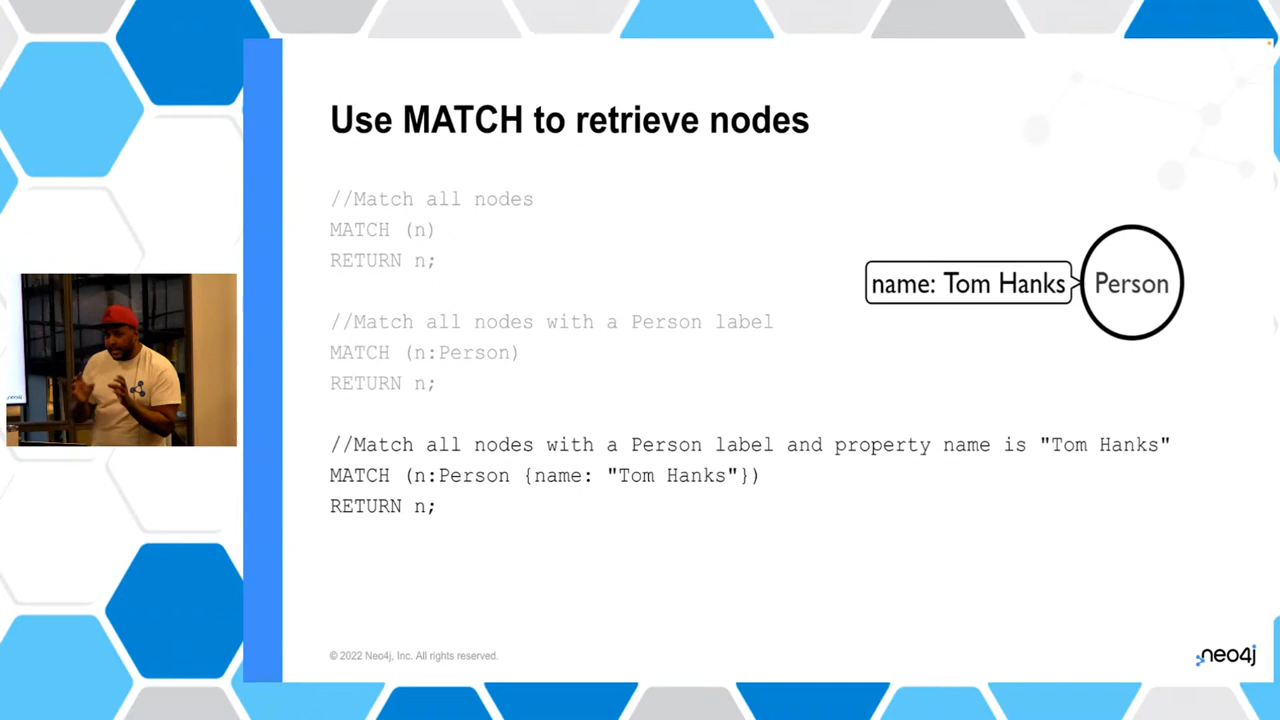 Use MATCH to retrieve nodes
//Match all nodes
MATCH (n)
RETURN n;
//Match all nodes with a Person label
MATCH (n:Person)
RETURN n;
//Match all nodes with a Person label and property name is "Tom Hanks"
MATCH (n:Person {name: "Tom Hanks"})
RETURN n;
name: Tom Hanks
Person
© 2022 Neo4j, Inc. All rights reserved.
neo4j
neo4j